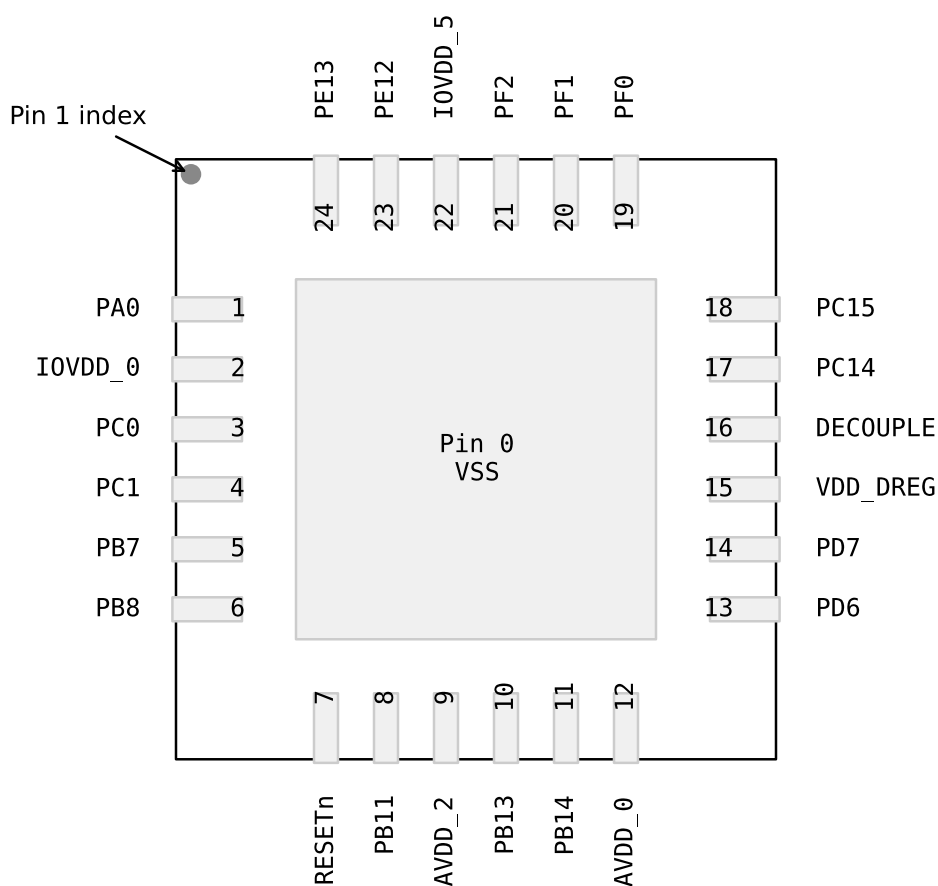 PE13 PE12 IOVDD_5 PF2 PF1 PF0
Pin 1 index
24 23 22 21 20 19
PA0 1 18 PC15
IOVDD_0 2 17 PC14
PC0 3 16 DECOUPLE
Pin 0
VSS
PC1 4 15 VDD_DREG
PB7 5 14 PD7
PB8 6 13 PD6
7 8 9 10 11 12
RESETn PB11 AVDD_2 PB13 PB14 AVDD_0